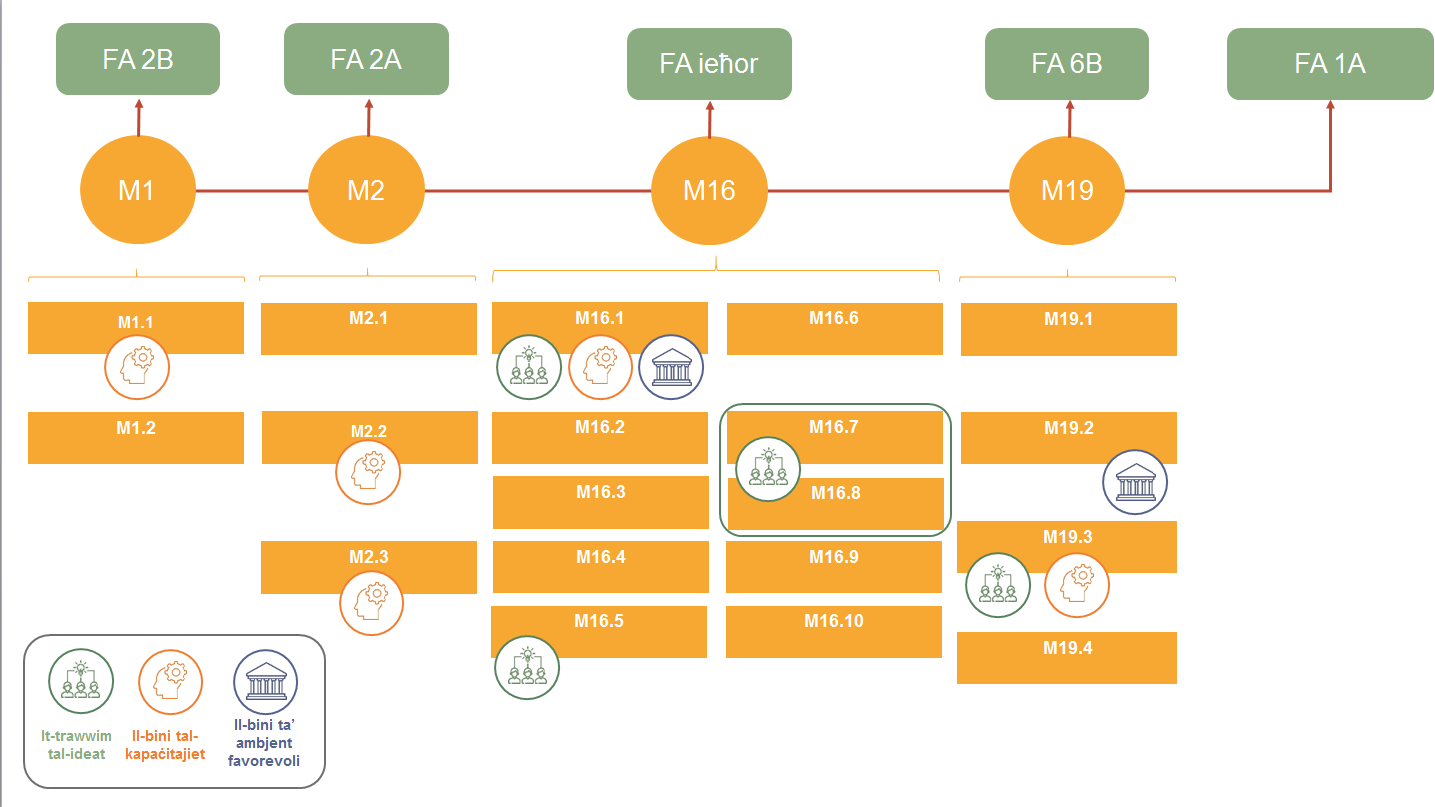 FA 2B
FA 2A
FA ieħor
FA 6B
FA 1A
M1
M2
M16
M19
M1.1
M1.2
M2.1
M2.2
M2.3
M16.1
M16.2
M16.3
M16.4
M16.5
M16.6
M16.7
M16.8
M16.9
M16.10
M19.1
M19.2
M19.3
M19.4
It-trawwim
tal-ideat
Il-bini tal-
kapaċitajiet
Il-bini ta’
ambjent
favorevoli